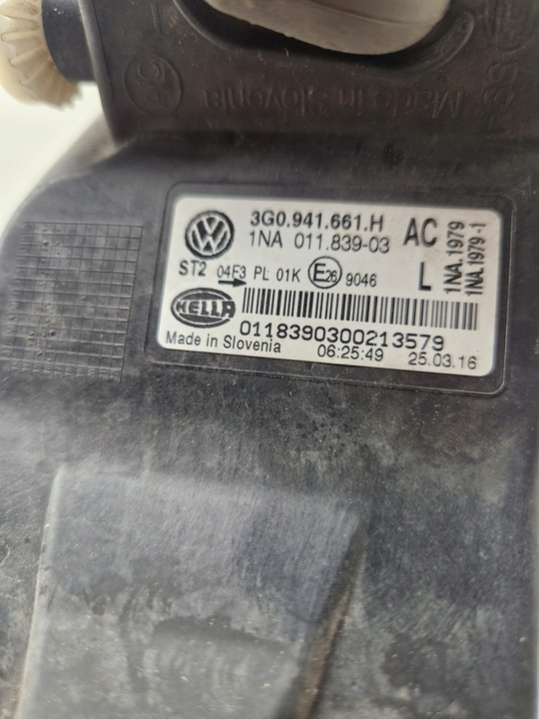 Made in Slovenia
3G0.941.661.H AC
1NA 011.839-03
1NA.1979
1NA.1979-1
ST2 04F3 PL 01K E26 9046 L
HELLA
0118390300213579
Made in Slovenia 06:25:49 25.03.16